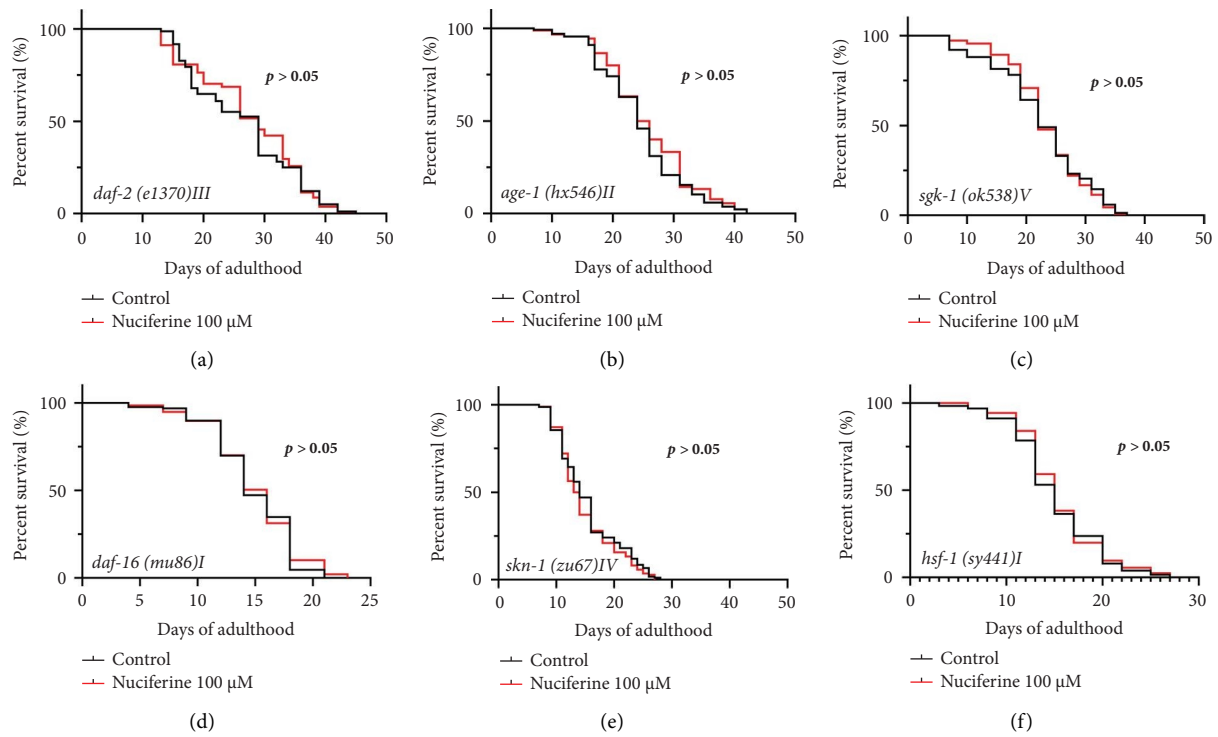 100
50
0
Percent survival (%)
p > 0.05
daf-2 (e1370)III
0 10 20 30 40 50
Days of adulthood
Control
Nuciferine 100 μM
(a)
100
50
0
Percent survival (%)
p > 0.05
age-1 (hx546)II
0 10 20 30 40 50
Days of adulthood
Control
Nuciferine 100 μM
(b)
100
50
0
Percent survival (%)
p > 0.05
sgk-1 (ok538)V
0 10 20 30 40 50
Days of adulthood
Control
Nuciferine 100 μM
(c)
100
50
0
Percent survival (%)
p > 0.05
daf-16 (mu86)I
0 5 10 15 20 25
Days of adulthood
Control
Nuciferine 100 μM
(d)
100
50
0
Percent survival (%)
p > 0.05
skn-1 (zu67)IV
0 10 20 30 40 50
Days of adulthood
Control
Nuciferine 100 μM
(e)
100
50
0
Percent survival (%)
p > 0.05
hsf-1 (sy441)I
0 10 20 30
Days of adulthood
Control
Nuciferine 100 μM
(f)